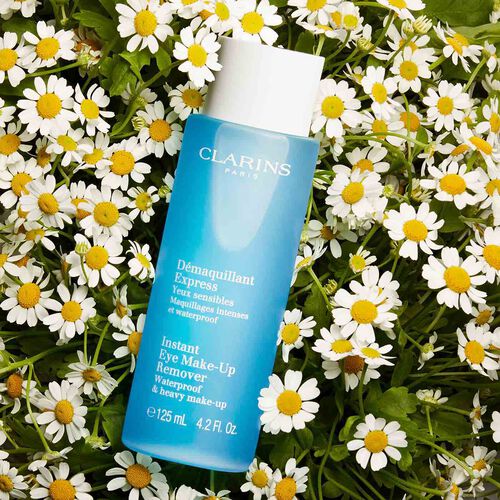 CLARINS
PARIS
Démaquillant
Express
Yeux sensibles
Maquillages intenses
et waterproof
Instant
Eye Make-Up
Remover
Waterproof
& heavy make-up
℮125 mL 4.2 Fl. Oz.